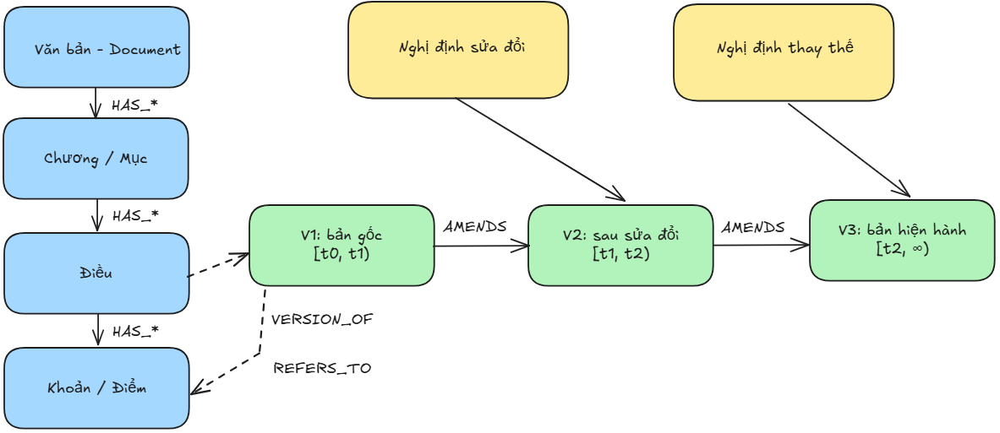 Văn bản - Document
HAS_*
Chương / Mục
HAS_*
Điều
HAS_*
Khoản / Điểm
Nghị định sửa đổi
Nghị định thay thế
V1: bản gốc
[t0, t1)
AMENDS
V2: sau sửa đổi
[t1, t2)
AMENDS
V3: bản hiện hành
[t2, ∞)
VERSION_OF
REFERS_TO